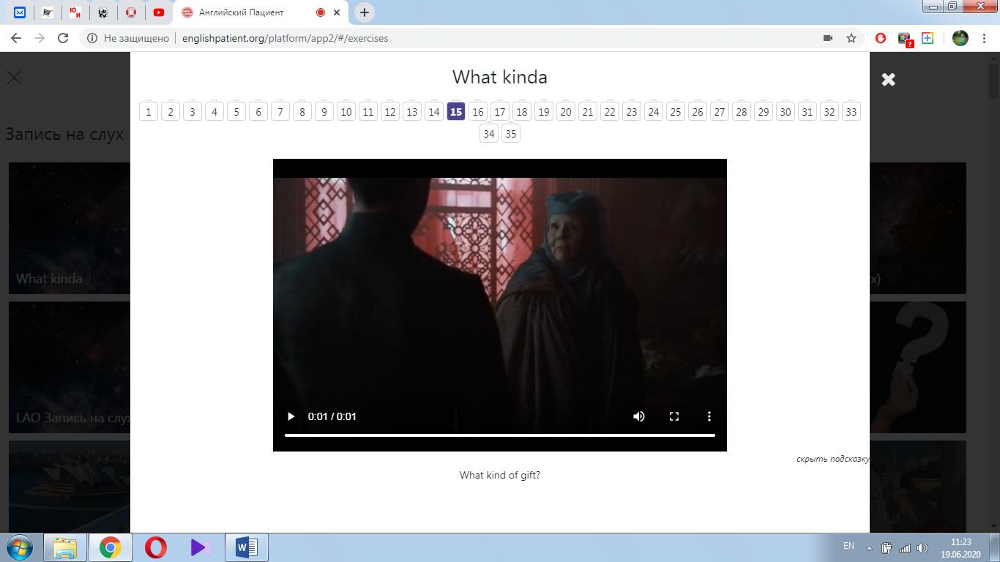 Ю
И
Английский Пациент
Не защищено
englishpatient.org/platform/app2/#/exercises
?
What kinda
1 2 3 4 5 6 7 8 9 10 11 12 13 14 15 16 17 18 19 20 21 22 23 24 25 26 27 28 29 30 31 32 33
34 35
Запись на слух
What kinda
х)
LAO Запись на слух
0:01 / 0:01
скрыть подсказку
What kind of gift?
W
EN
11:23
19.06.2020